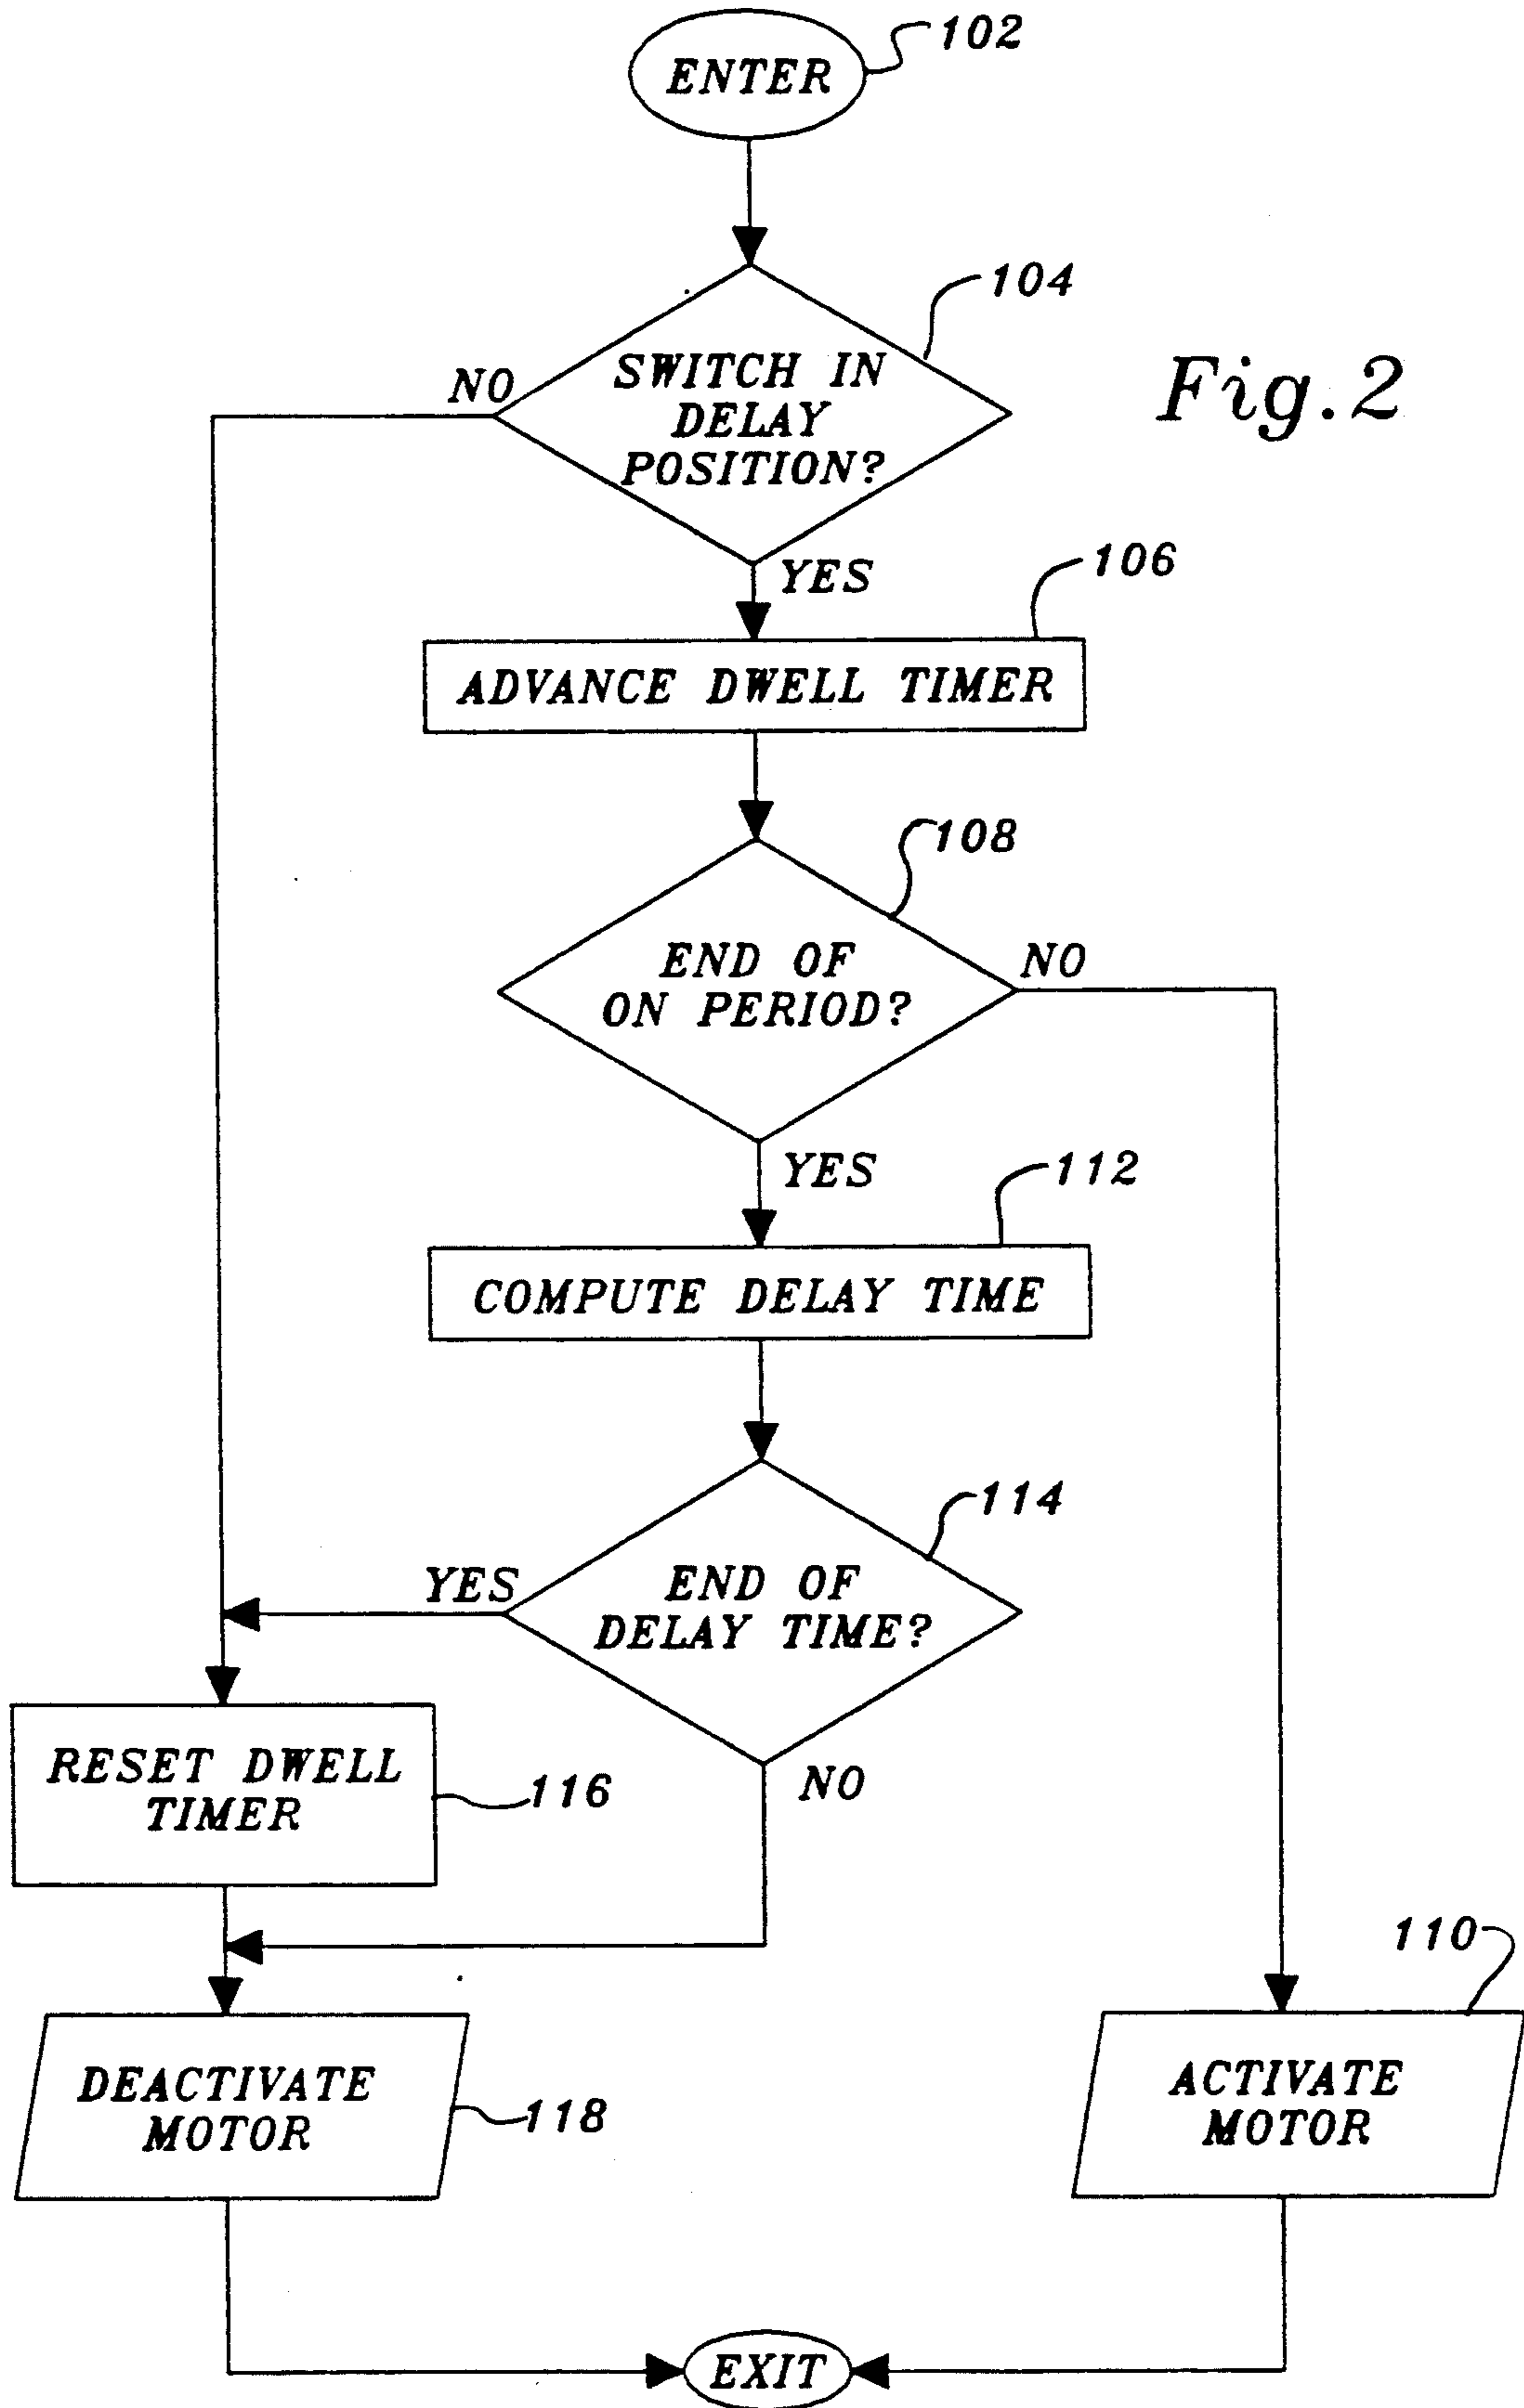 ENTER
102
104
Fig.2
NO
SWITCH IN
DELAY
POSITION?
YES
106
ADVANCE DWELL TIMER
108
END OF
ON PERIOD?
NO
YES
112
COMPUTE DELAY TIME
114
YES
END OF
DELAY TIME?
NO
RESET DWELL
TIMER
116
110
DEACTIVATE
MOTOR
118
ACTIVATE
MOTOR
EXIT